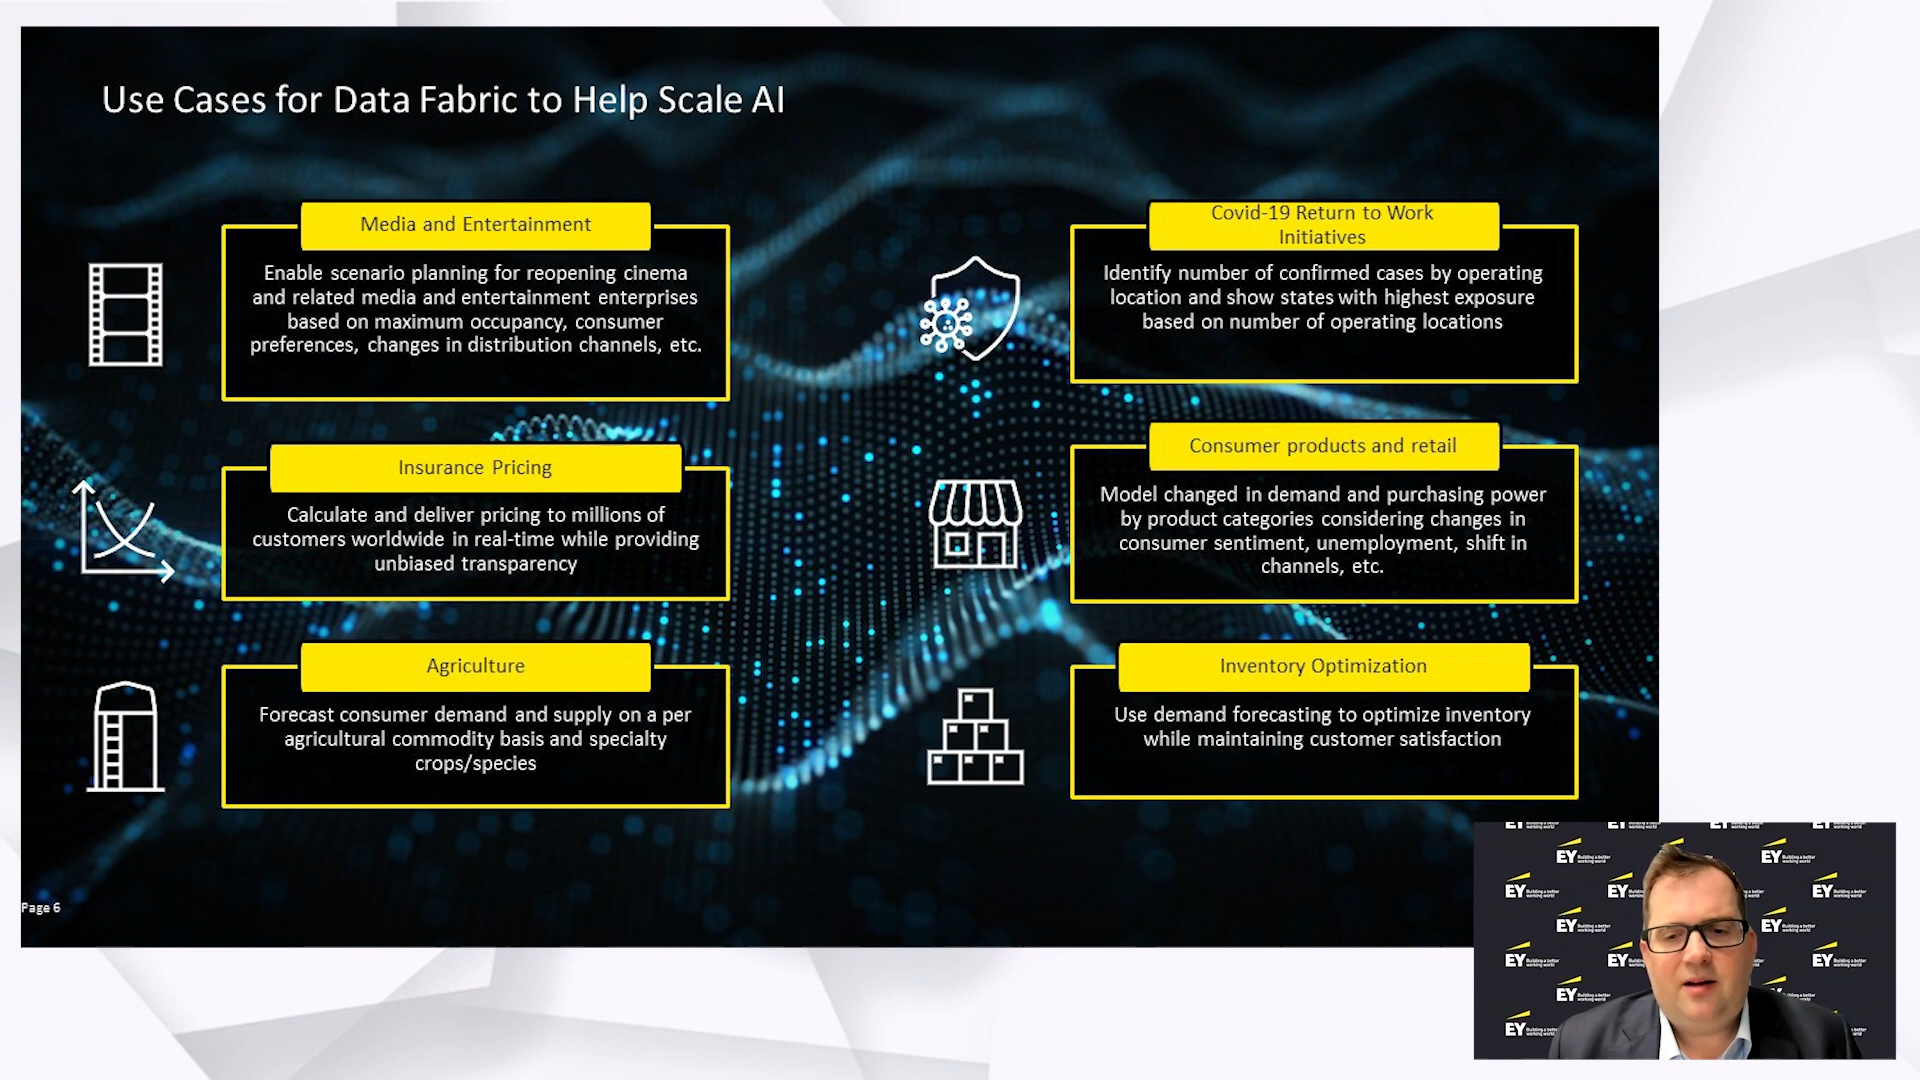 Use Cases for Data Fabric to Help Scale AI
Media and Entertainment
Enable scenario planning for reopening cinema
and related media and entertainment enterprises
based on maximum occupancy, consumer
preferences, changes in distribution channels, etc.
Insurance Pricing
Calculate and deliver pricing to millions of
customers worldwide in real-time while providing
unbiased transparency
Agriculture
Forecast consumer demand and supply on a per
agricultural commodity basis and specialty
crops/species
Covid-19 Return to Work
Initiatives
Identify number of confirmed cases by operating
location and show states with highest exposure
based on number of operating locations
Consumer products and retail
Model changed in demand and purchasing power
by product categories considering changes in
consumer sentiment, unemployment, shift in
channels, etc.
Inventory Optimization
Use demand forecasting to optimize inventory
while maintaining customer satisfaction
Page 6
EY
Building a better
working world